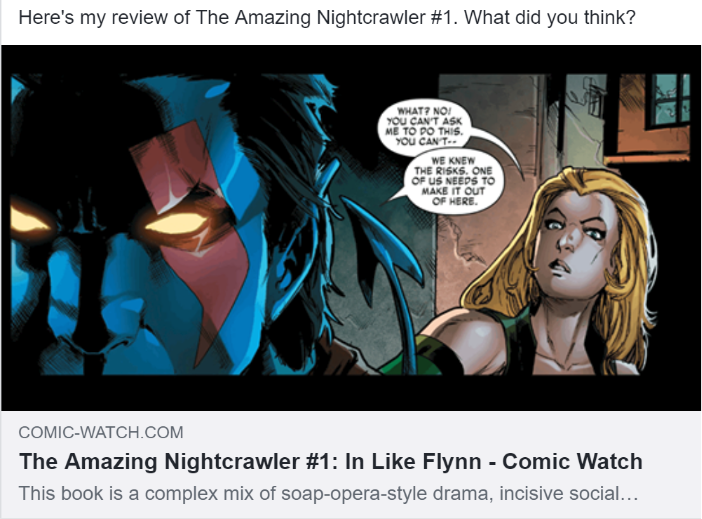 Here's my review of The Amazing Nightcrawler #1. What did you think?
WHAT? NO!
YOU CAN'T ASK
ME TO DO THIS.
YOU CAN'T--
WE KNEW
THE RISKS. ONE
OF US NEEDS TO
MAKE IT OUT
OF HERE.
COMIC-WATCH.COM
The Amazing Nightcrawler #1: In Like Flynn - Comic Watch
This book is a complex mix of soap-opera-style drama, incisive social...